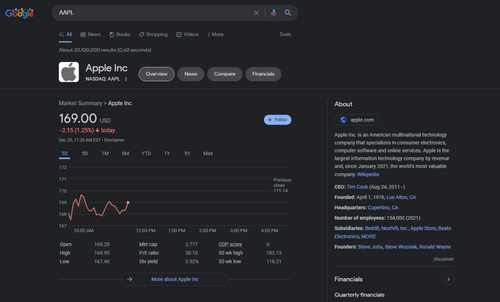 Google
AAPL
All News Books Shopping Videos More Tools
About 20,100,000 results (0.60 seconds)
Apple Inc
NASDAQ: AAPL
Overview News Compare Financials
Market Summary > Apple Inc
169.00 USD
−2.15 (1.25%) today
Follow
Dec 20, 11:26 AM EST • Disclaimer
1D 5D 1M 6M YTD 1Y 5Y Max
172
171
170
169
168
167
Previous close
171.14
10:00 AM 12:00 PM 2:00 PM 4:00 PM 6:00 PM
Open 168.28 Mkt cap 2.77T CDP score A
High 169.95 P/E ratio 30.10 52-wk high 182.13
Low 167.46 Div yield 0.52% 52-wk low 116.21
More about Apple Inc
About
apple.com
Apple Inc. is an American multinational technology
company that specializes in consumer electronics,
computer software and online services. Apple is the
largest information technology company by revenue
and, since January 2021, the world's most valuable
company. Wikipedia
CEO: Tim Cook (Aug 24, 2011–)
Founded: April 1, 1976, Los Altos, CA
Headquarters: Cupertino, CA
Number of employees: 154,000 (2021)
Subsidiaries: Beddit, NextVR, Inc., Apple Store, Beats
Electronics, MORE
Founders: Steve Jobs, Steve Wozniak, Ronald Wayne
Disclaimer
Financials
Quarterly financials